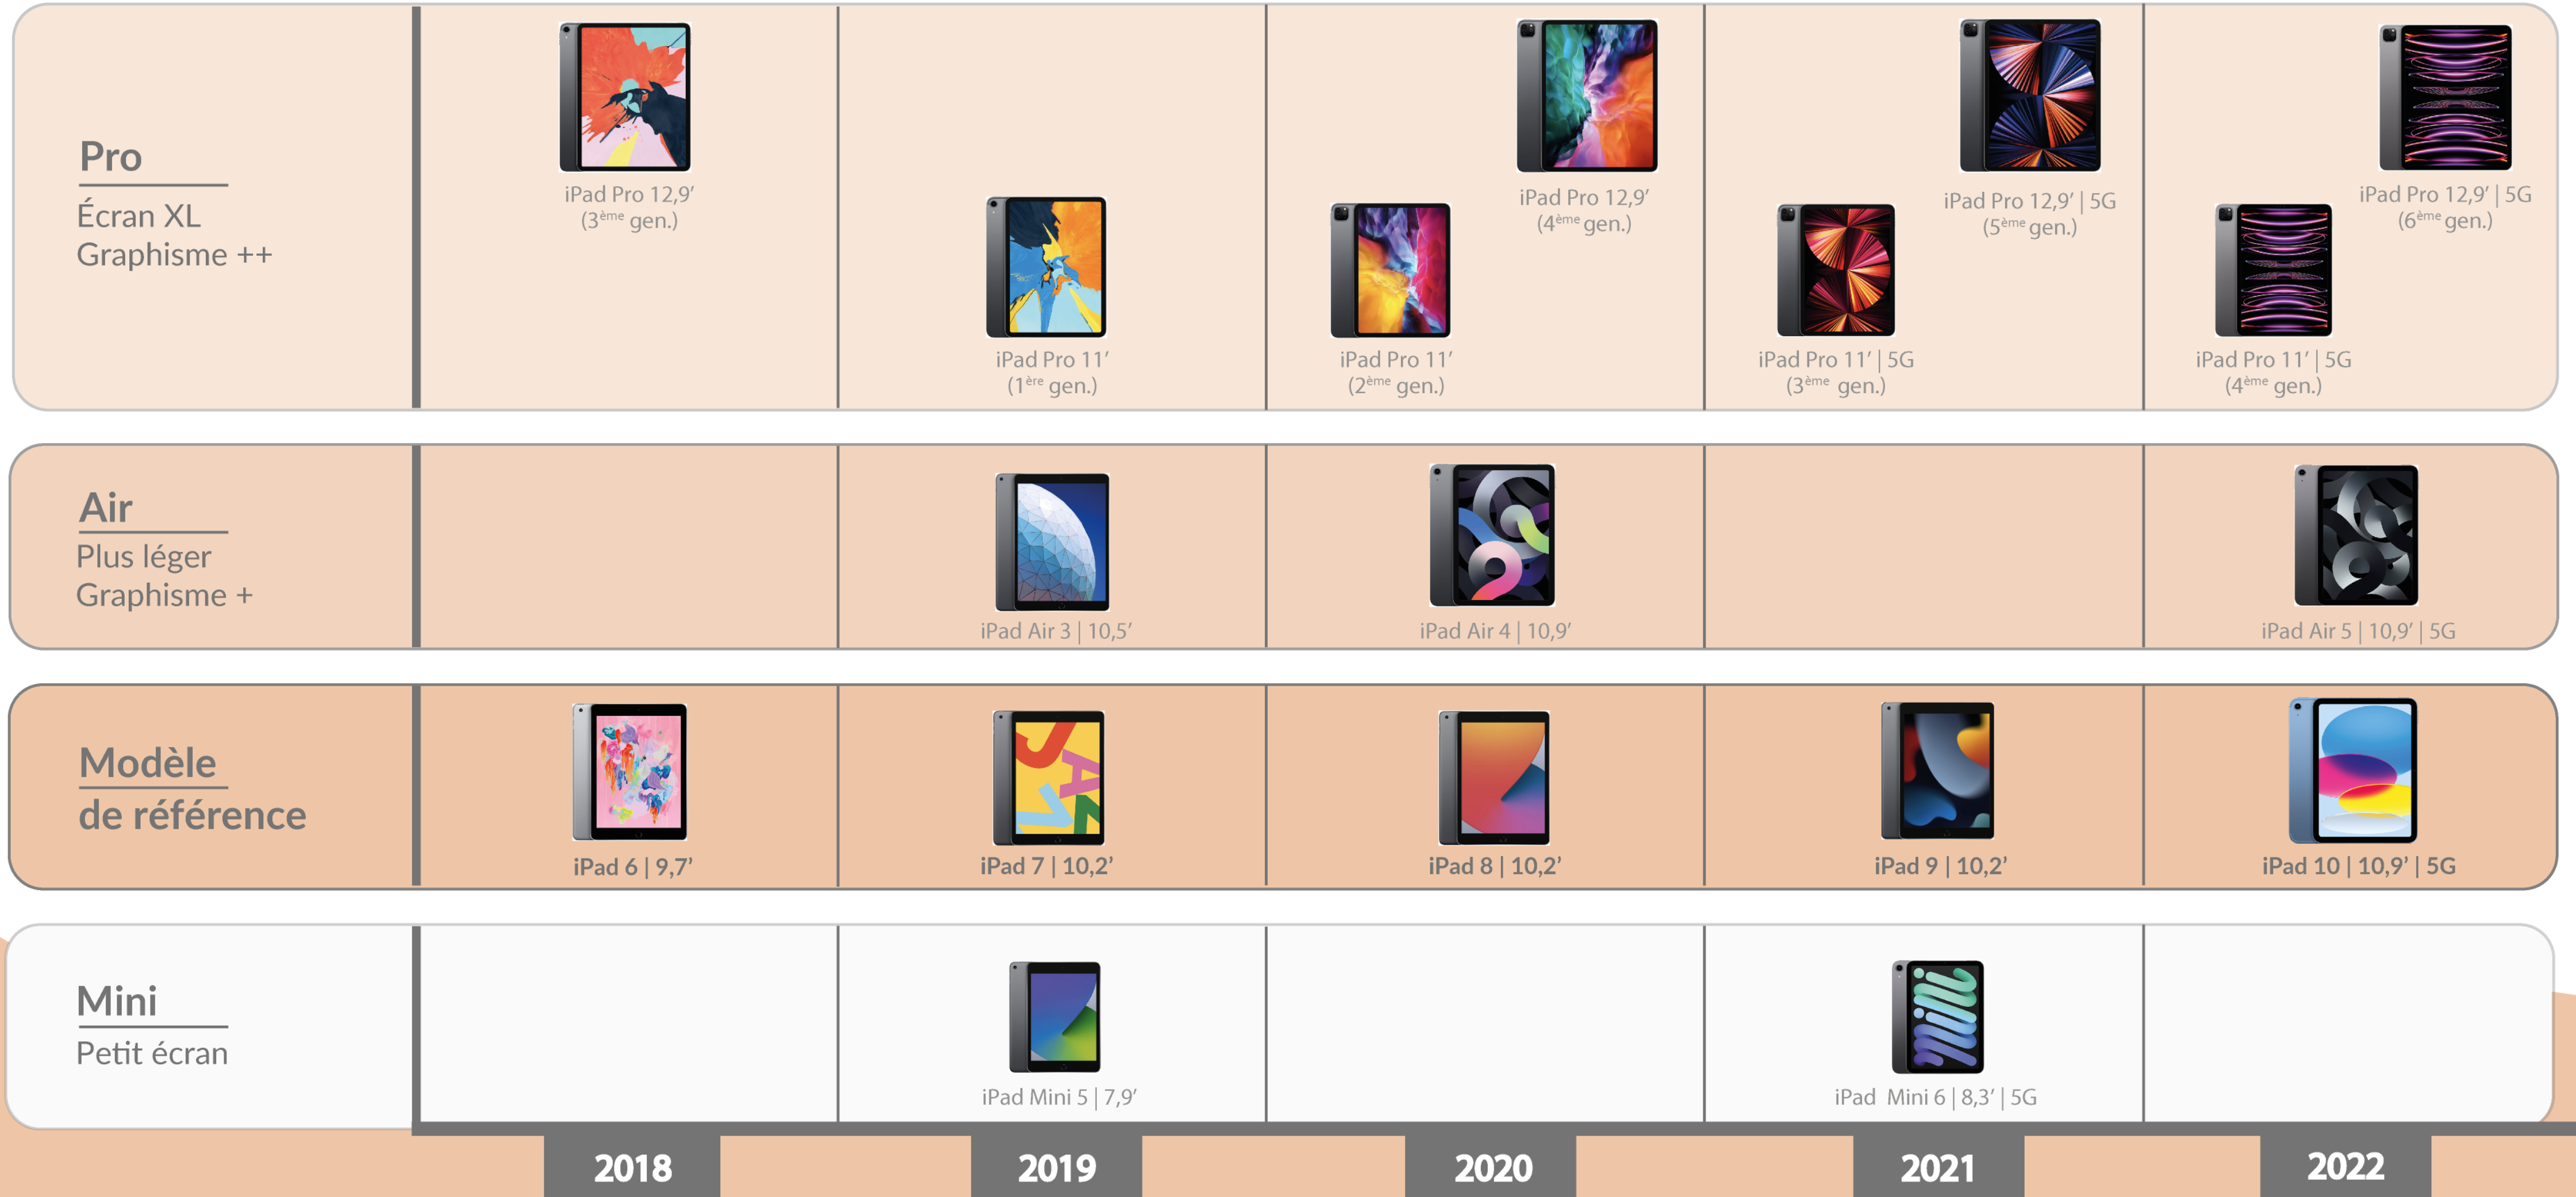 Pro
Écran XL
Graphisme ++
iPad Pro 12,9′
(3ème gen.)
iPad Pro 11′
(1ère gen.)
iPad Pro 11′
(2ème gen.)
iPad Pro 12,9′
(4ème gen.)
iPad Pro 11′ | 5G
(3ème gen.)
iPad Pro 12,9′ | 5G
(5ème gen.)
iPad Pro 11′ | 5G
(4ème gen.)
iPad Pro 12,9′ | 5G
(6ème gen.)
Air
Plus léger
Graphisme +
iPad Air 3 | 10,5′
iPad Air 4 | 10,9′
iPad Air 5 | 10,9′ | 5G
Modèle
de référence
iPad 6 | 9,7’
iPad 7 | 10,2’
iPad 8 | 10,2’
iPad 9 | 10,2’
iPad 10 | 10,9’ | 5G
Mini
Petit écran
iPad Mini 5 | 7,9′
iPad Mini 6 | 8,3′ | 5G
2018
2019
2020
2021
2022